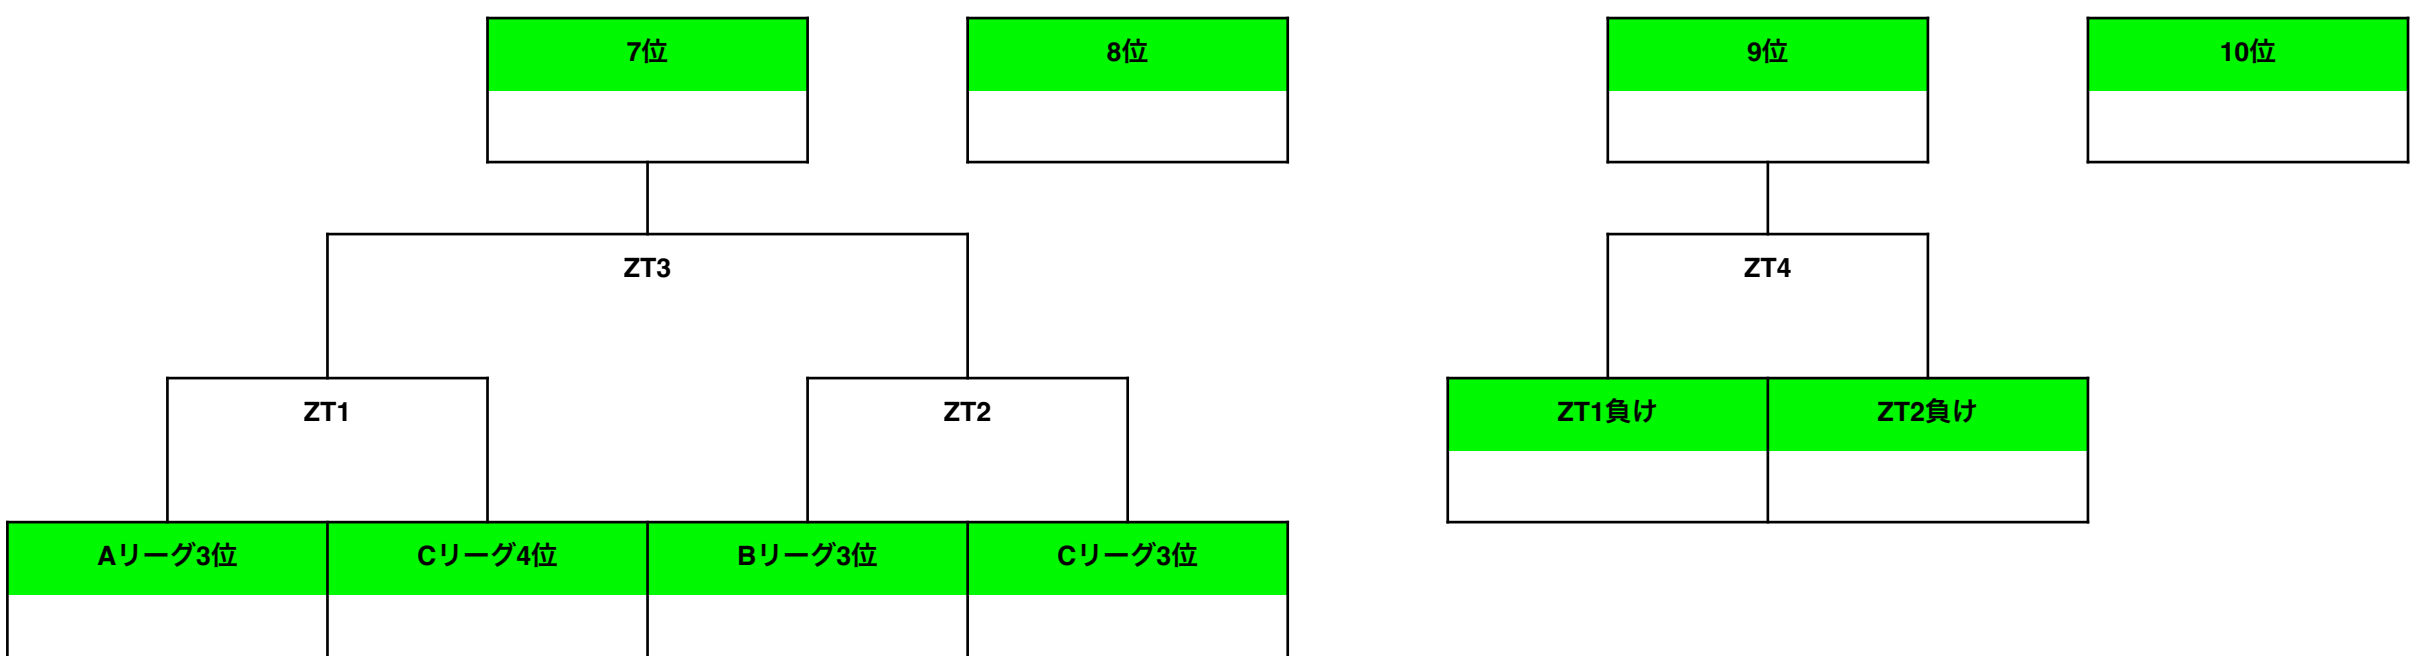 7位
8位
9位
10位
ZT3
ZT4
ZT1
ZT2
ZT1負け
ZT2負け
Aリーグ3位
Cリーグ4位
Bリーグ3位
Cリーグ3位